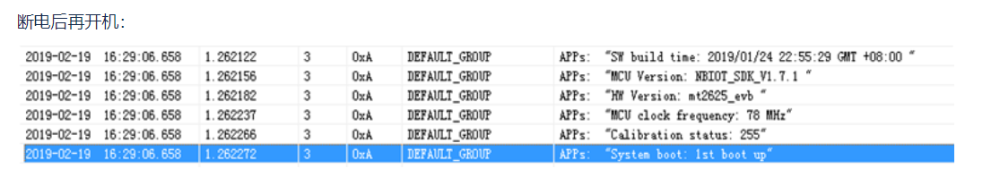 断电后再开机：
2019-02-19 16:29:06.658 1.262122 3 0xA DEFAULT_GROUP APPs: "SW build time: 2019/01/24 22:55:29 GMT +08:00 "
2019-02-19 16:29:06.658 1.262156 3 0xA DEFAULT_GROUP APPs: "MCU Version: NBIOT_SDK_V1.7.1 "
2019-02-19 16:29:06.658 1.262182 3 0xA DEFAULT_GROUP APPs: "HW Version: mt2625_evb "
2019-02-19 16:29:06.658 1.262237 3 0xA DEFAULT_GROUP APPs: "MCU clock frequency: 78 MHz"
2019-02-19 16:29:06.658 1.262266 3 0xA DEFAULT_GROUP APPs: "Calibration status: 255"
2019-02-19 16:29:06.658 1.262272 3 0xA DEFAULT_GROUP APPs: "System boot: 1st boot up"